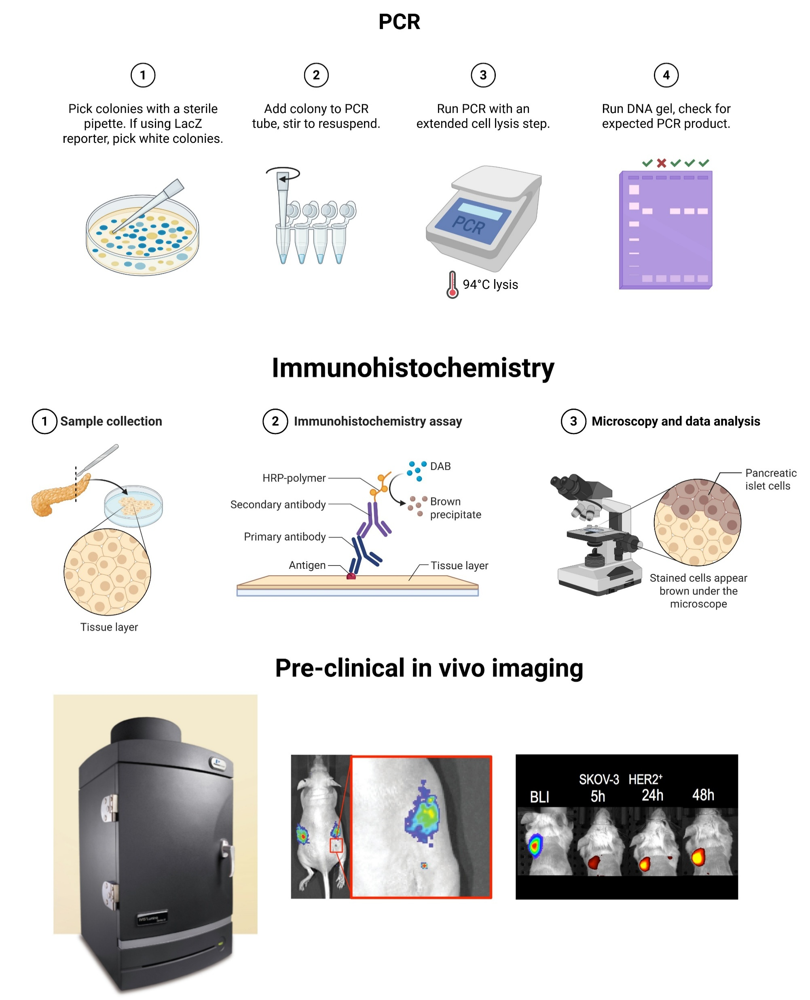 PCR
1
Pick colonies with a sterile
pipette. If using LacZ
reporter, pick white colonies.
2
Add colony to PCR
tube, stir to resuspend.
3
Run PCR with an
extended cell lysis step.
PCR
94°C lysis
4
Run DNA gel, check for
expected PCR product.
Immunohistochemistry
1 Sample collection
Tissue layer
2 Immunohistochemistry assay
DAB
HRP-polymer
Brown
precipitate
Secondary antibody
Primary antibody
Antigen
Tissue layer
3 Microscopy and data analysis
Pancreatic
islet cells
Stained cells appear
brown under the
microscope
Pre-clinical in vivo imaging
IVIS Lumina
SKOV-3 HER2⁺
BLI 5h 24h 48h